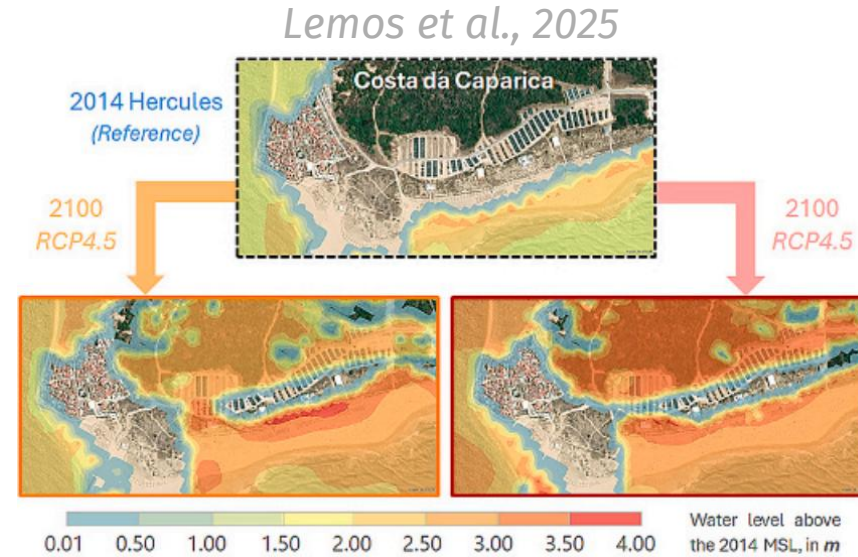 Lemos et al., 2025
Costa da Caparica
2014 Hercules
(Reference)
2100
RCP4.5
2100
RCP4.5
0.01 0.50 1.00 1.50 2.00 2.50 3.00 3.50 4.00
Water level above
the 2014 MSL, in m